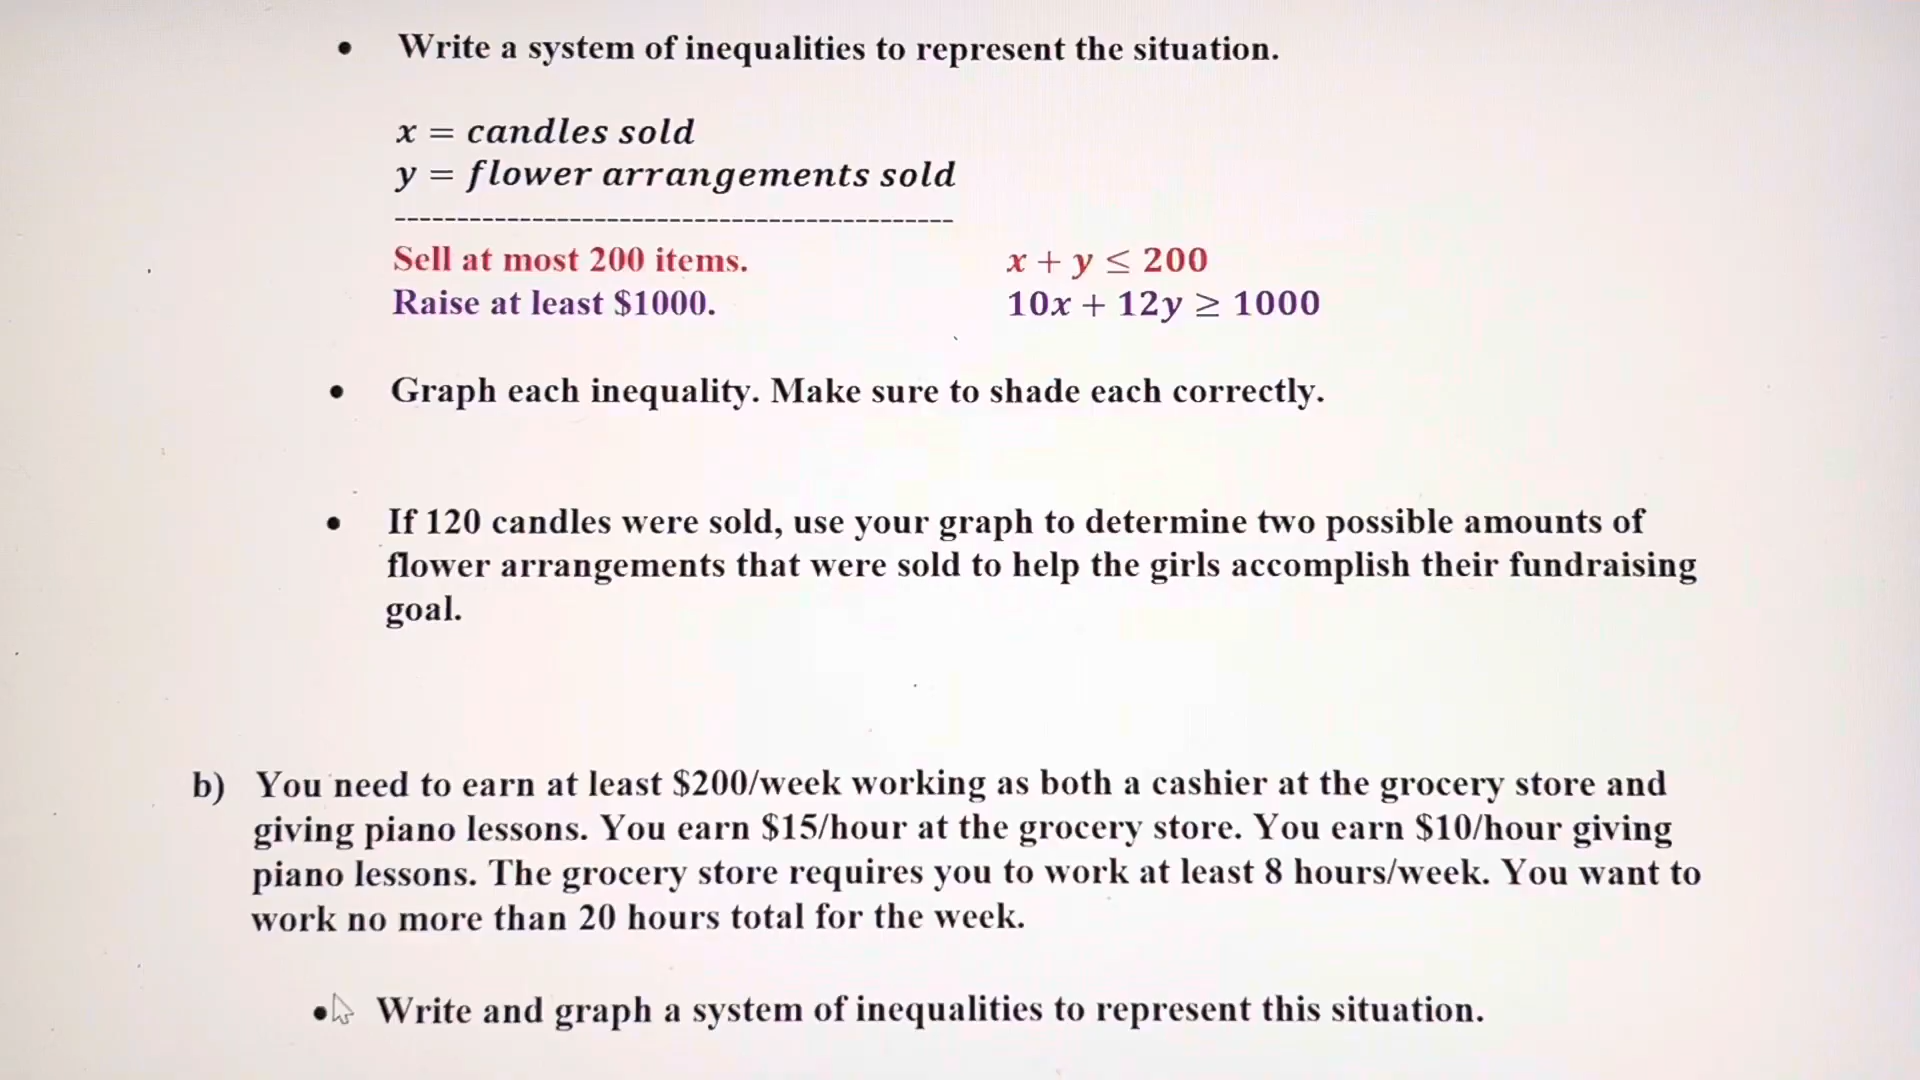 • Write a system of inequalities to represent the situation.
x = candles sold
y = flower arrangements sold
--------------------------------------------
Sell at most 200 items. x + y ≤ 200
Raise at least $1000. 10x + 12y ≥ 1000
• Graph each inequality. Make sure to shade each correctly.
• If 120 candles were sold, use your graph to determine two possible amounts of
flower arrangements that were sold to help the girls accomplish their fundraising
goal.
b) You need to earn at least $200/week working as both a cashier at the grocery store and
giving piano lessons. You earn $15/hour at the grocery store. You earn $10/hour giving
piano lessons. The grocery store requires you to work at least 8 hours/week. You want to
work no more than 20 hours total for the week.
• Write and graph a system of inequalities to represent this situation.